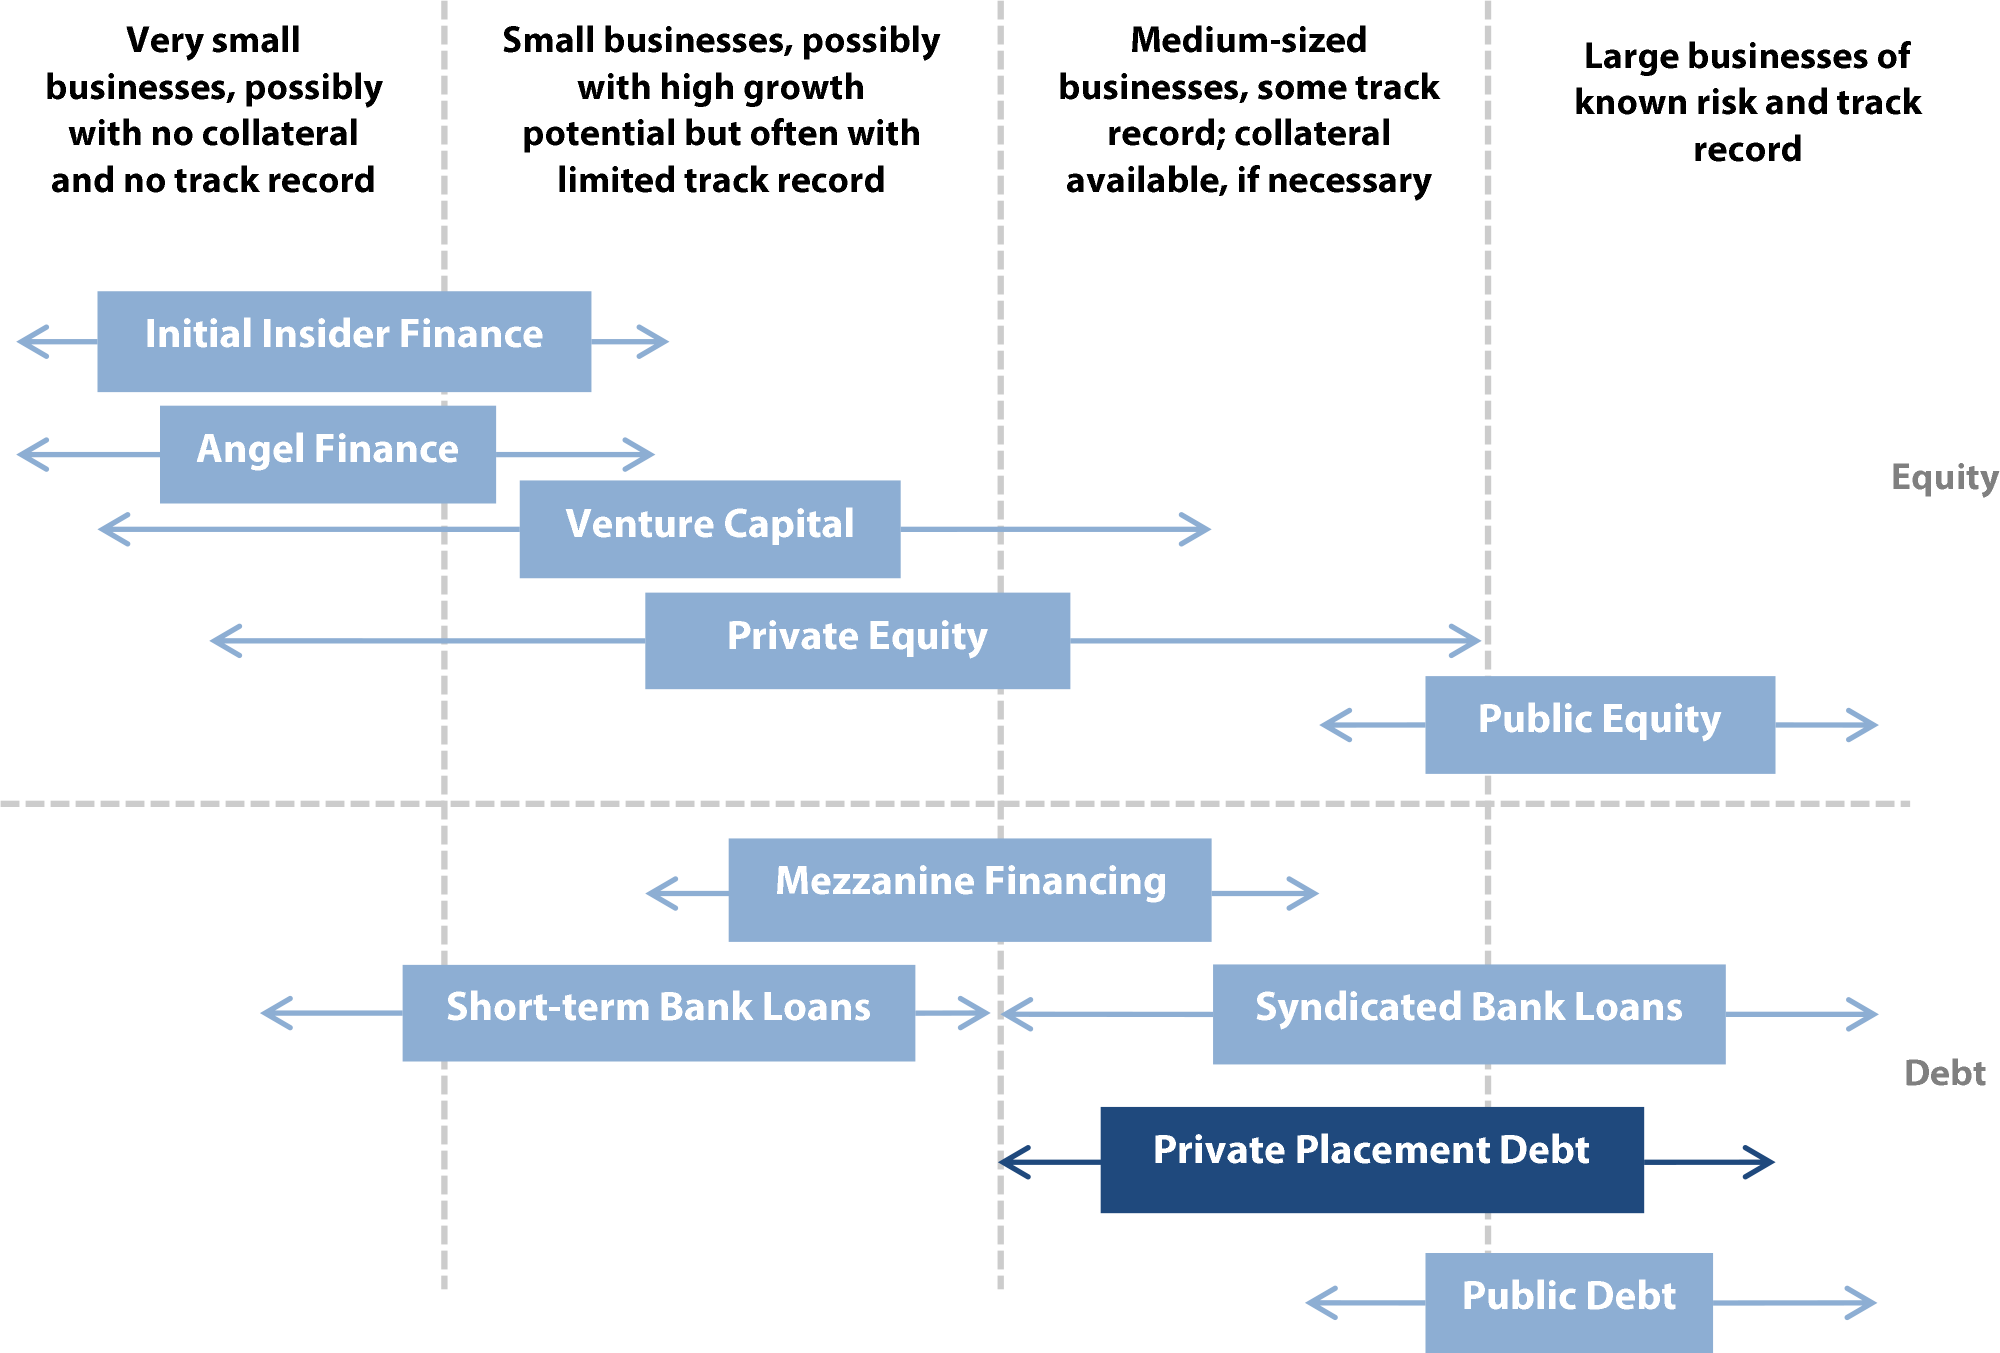 Very small
businesses, possibly
with no collateral
and no track record
Small businesses, possibly
with high growth
potential but often with
limited track record
Medium-sized
businesses, some track
record; collateral
available, if necessary
Large businesses of
known risk and track
record
Initial Insider Finance
Angel Finance
Equity
Venture Capital
Private Equity
Public Equity
Mezzanine Financing
Short-term Bank Loans
Syndicated Bank Loans
Debt
Private Placement Debt
Public Debt